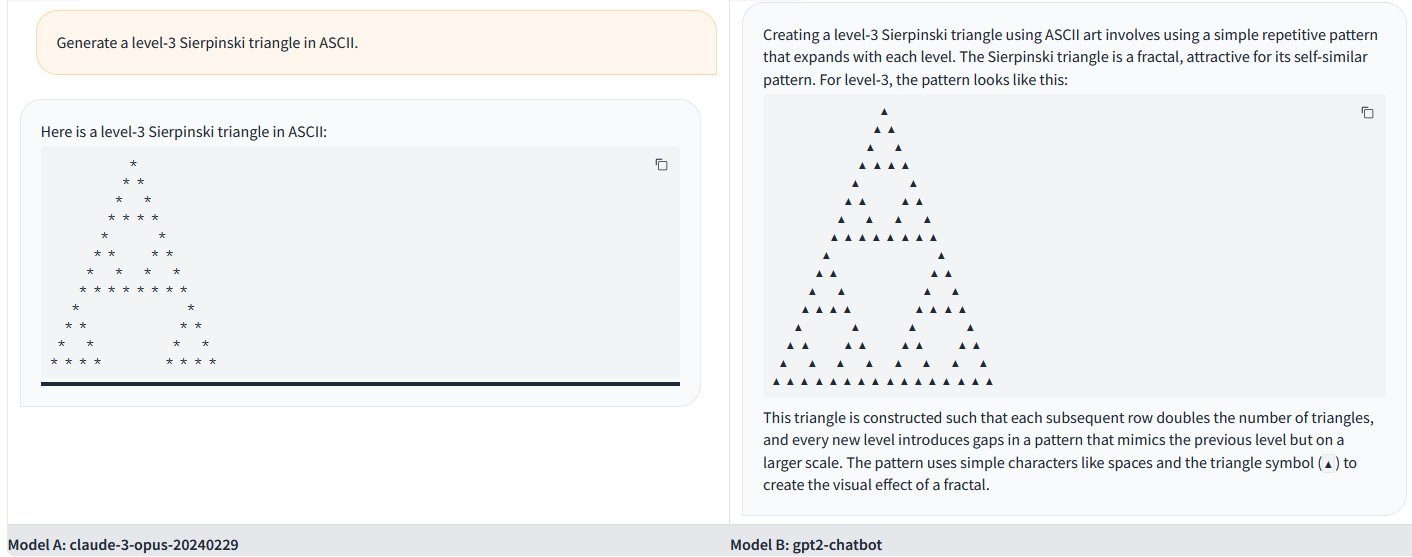 Generate a level-3 Sierpinski triangle in ASCII.
Here is a level-3 Sierpinski triangle in ASCII:
           *
          * *
         *   *
        * * * *
       *       *
      * *     * *
     *   *   *   *
    * * * * * * * *
   *               *
  * *             * *
 *   *           *   *
* * * *         * * * *
Model A: claude-3-opus-20240229
Creating a level-3 Sierpinski triangle using ASCII art involves using a simple repetitive pattern
that expands with each level. The Sierpinski triangle is a fractal, attractive for its self-similar
pattern. For level-3, the pattern looks like this:
               ▲
              ▲ ▲
             ▲   ▲
            ▲ ▲ ▲ ▲
           ▲       ▲
          ▲ ▲     ▲ ▲
         ▲   ▲   ▲   ▲
        ▲ ▲ ▲ ▲ ▲ ▲ ▲ ▲
       ▲               ▲
      ▲ ▲             ▲ ▲
     ▲   ▲           ▲   ▲
    ▲ ▲ ▲ ▲         ▲ ▲ ▲ ▲
   ▲       ▲       ▲       ▲
  ▲ ▲     ▲ ▲     ▲ ▲     ▲ ▲
 ▲   ▲   ▲   ▲   ▲   ▲   ▲   ▲
▲ ▲ ▲ ▲ ▲ ▲ ▲ ▲ ▲ ▲ ▲ ▲ ▲ ▲ ▲ ▲
This triangle is constructed such that each subsequent row doubles the number of triangles,
and every new level introduces gaps in a pattern that mimics the previous level but on a
larger scale. The pattern uses simple characters like spaces and the triangle symbol (▲) to
create the visual effect of a fractal.
Model B: gpt2-chatbot